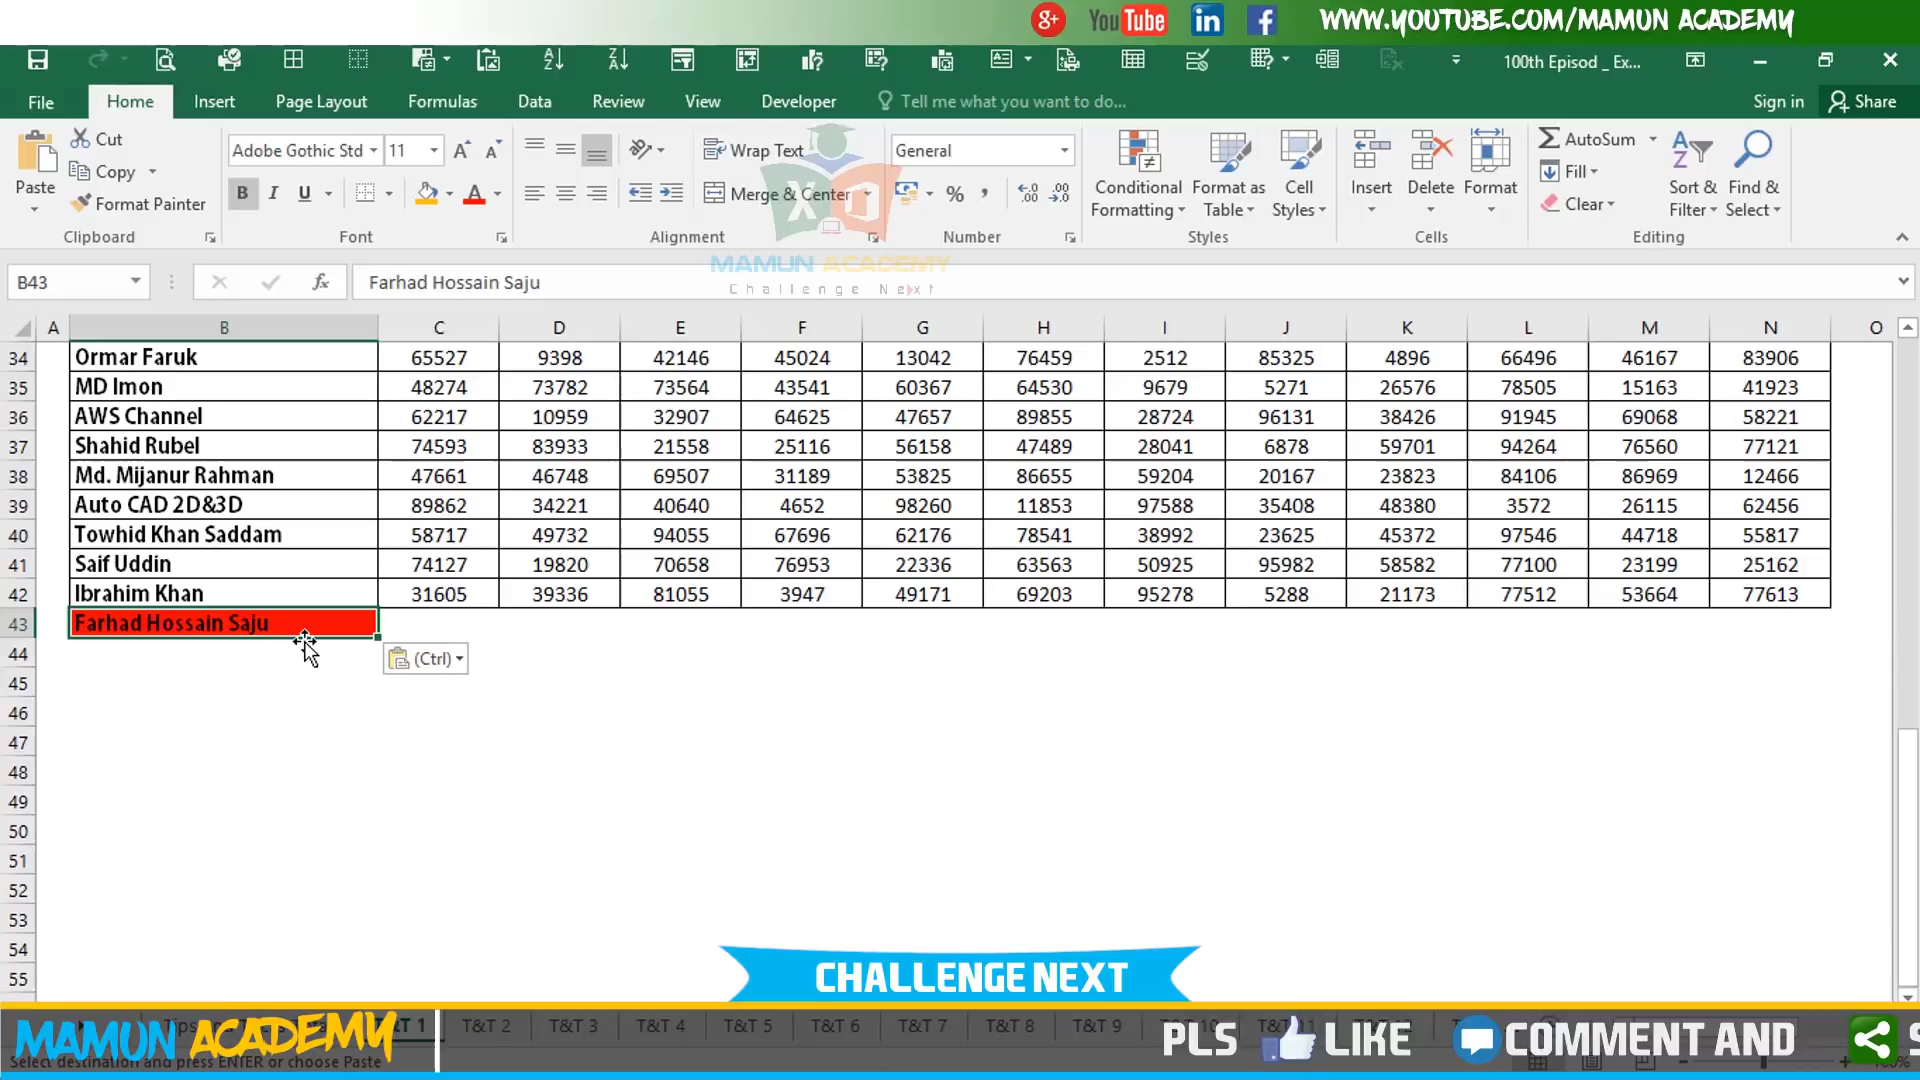 You Tube in f WWW.YOUTUBE.COM/MAMUN ACADEMY
100th Episod _ Ex...
File Home Insert Page Layout Formulas Data Review View Developer Tell me what you want to do... Sign in Share
Paste Cut Copy Format Painter
Clipboard
Adobe Gothic Std 11
B I U
Font
Wrap Text
Merge & Center
Alignment
General
%
Number
Conditional Formatting
Format as Table
Cell Styles
Styles
Insert Delete Format
Cells
AutoSum
Fill
Clear
Sort & Filter
Find & Select
Editing
MAMUN ACADEMY
Challenge Next
B43 fx Farhad Hossain Saju
A B C D E F G H I J K L M N O
34 Ormar Faruk 65527 9398 42146 45024 13042 76459 2512 85325 4896 66496 46167 83906
35 MD Imon 48274 73782 73564 43541 60367 64530 9679 5271 26576 78505 15163 41923
36 AWS Channel 62217 10959 32907 64625 47657 89855 28724 96131 38426 91945 69068 58221
37 Shahid Rubel 74593 83933 21558 25116 56158 47489 28041 6878 59701 94264 76560 77121
38 Md. Mijanur Rahman 47661 46748 69507 31189 53825 86655 59204 20167 23823 84106 86969 12466
39 Auto CAD 2D&3D 89862 34221 40640 4652 98260 11853 97588 35408 48380 3572 26115 62456
40 Towhid Khan Saddam 58717 49732 94055 67696 62176 78541 38992 23625 45372 97546 44718 55817
41 Saif Uddin 74127 19820 70658 76953 22336 63563 50925 95982 58582 77100 23199 25162
42 Ibrahim Khan 31605 39336 81055 3947 49171 69203 95278 5288 21173 77512 53664 77613
43 Farhad Hossain Saju
44 (Ctrl)
45
46
47
48
49
50
51
52
53
54
55
CHALLENGE NEXT
T&T 2 T&T 3 T&T 4 T&T 5 T&T 6 T&T 7 T&T 8 T&T 9
MAMUN ACADEMY PLS LIKE COMMENT AND
Select destination and press ENTER or choose Paste